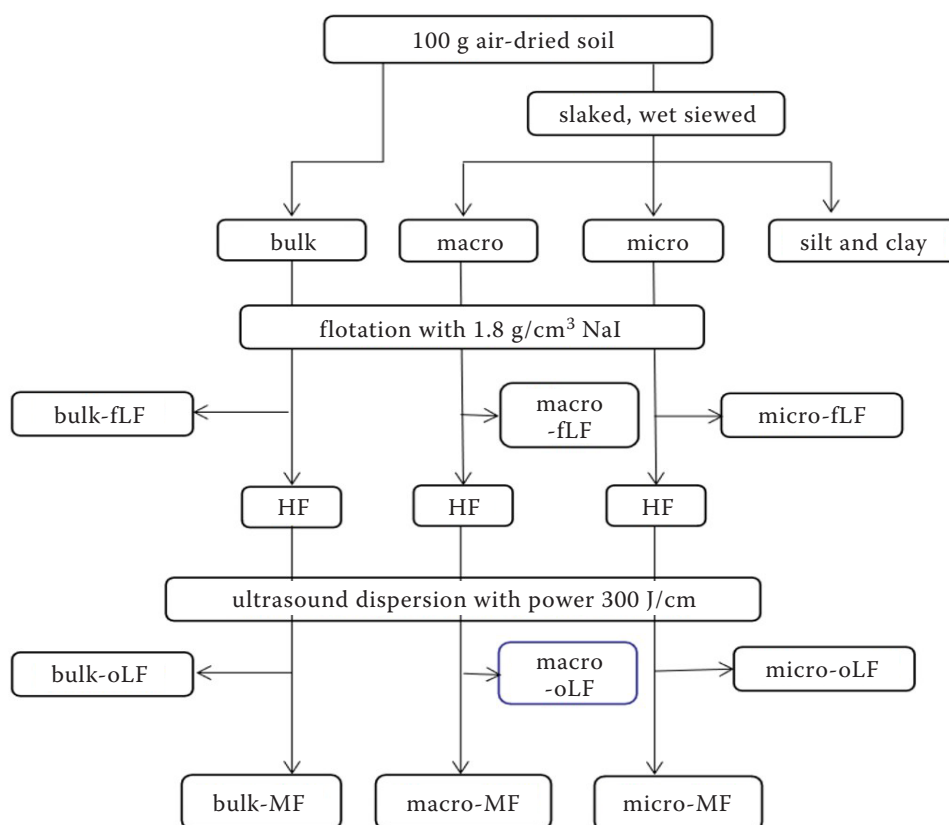 100 g air-dried soil
slaked, wet siewed
bulk
macro
micro
silt and clay
flotation with 1.8 g/cm³ NaI
bulk-fLF
macro
-fLF
micro-fLF
HF
HF
HF
ultrasound dispersion with power 300 J/cm
bulk-oLF
macro
-oLF
micro-oLF
bulk-MF
macro-MF
micro-MF